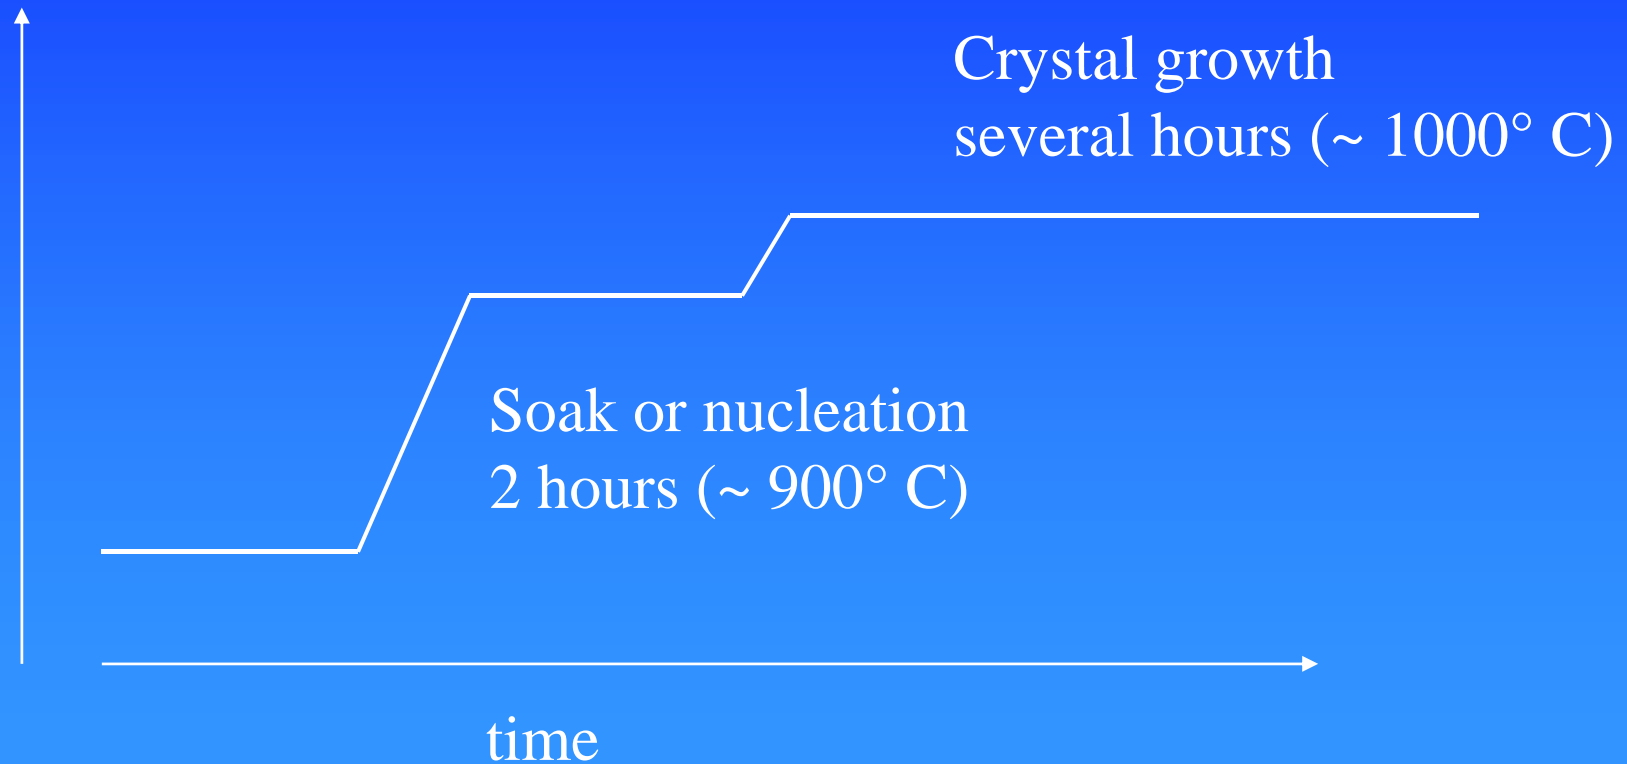 Crystal growth
several hours (~ 1000° C)
Soak or nucleation
2 hours (~ 900° C)
time